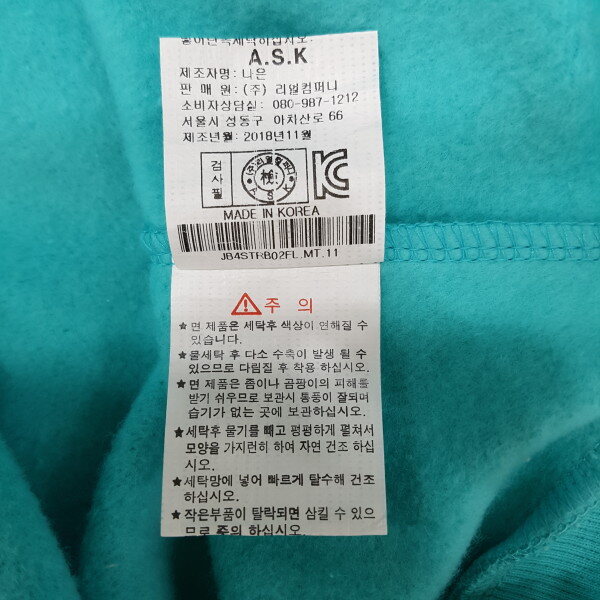 A.S.K
제조자명: 나은
판 매 원: (주) 리얼컴퍼니
소비자상담실: 080-987-1212
서울시 성동구 아차산로 66
제조년월: 2018년11월
검사필
(주)리얼컴퍼니
檢
A S K
MADE IN KOREA
JB4STRB02FL.MT.11
주 의
★면 제품은 세탁후 색상이 연해질 수
있습니다.
★물세탁 후 다소 수축이 발생 될 수
있으므로 다림질 후 착용 하십시오.
★면 제품은 좀이나 곰팡이의 피해를
받기 쉬우므로 보관시 통풍이 잘되며
습기가 없는 곳에 보관하십시오.
★세탁후 물기를 빼고 평평하게 펼쳐서
모양을 가지런히 하여 자연 건조 하십
시오.
★세탁망에 넣어 빠르게 탈수해 건조
하십시오.
★작은부품이 탈락되면 삼킬 수 있으
므로 주의 하십시오.